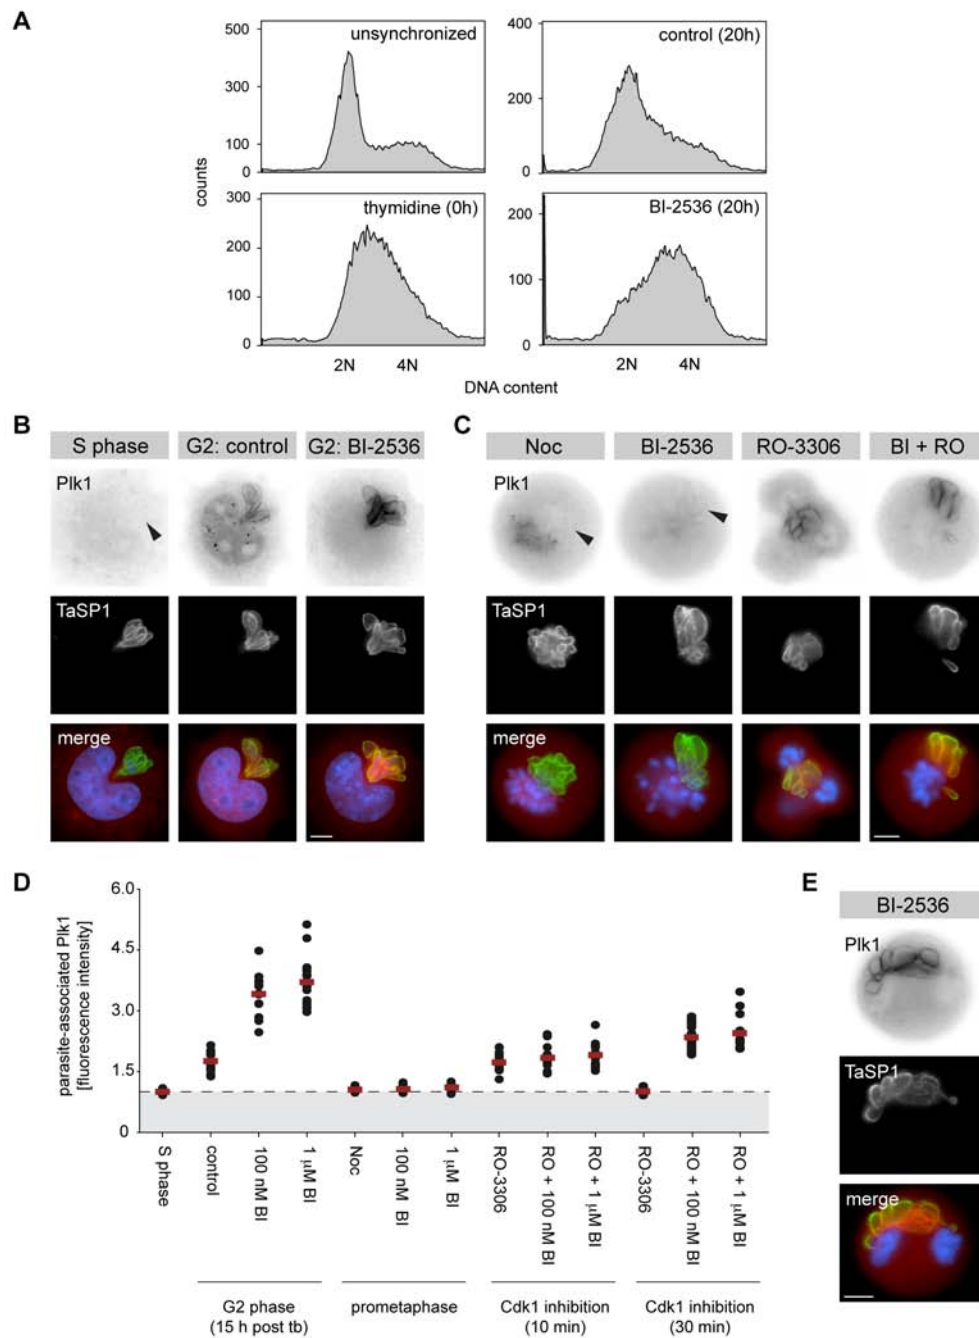 A
unsynchronized
500
300
100
0
control (20h)
400
200
0
counts
thymidine (0h)
300
200
100
0
BI-2536 (20h)
200
100
0
2N 4N
2N 4N
DNA content
B
S phase
G2: control
G2: BI-2536
Plk1
TaSP1
merge
C
Noc
BI-2536
RO-3306
BI + RO
Plk1
TaSP1
merge
D
parasite-associated Plk1
[fluorescence intensity]
6.0
4.5
3.0
1.5
0
S phase
control
100 nM BI
1 µM BI
Noc
100 nM BI
1 µM BI
RO-3306
RO + 100 nM BI
RO + 1 µM BI
RO-3306
RO + 100 nM BI
RO + 1 µM BI
G2 phase
(15 h post tb)
prometaphase
Cdk1 inhibition
(10 min)
Cdk1 inhibition
(30 min)
E
BI-2536
Plk1
TaSP1
merge